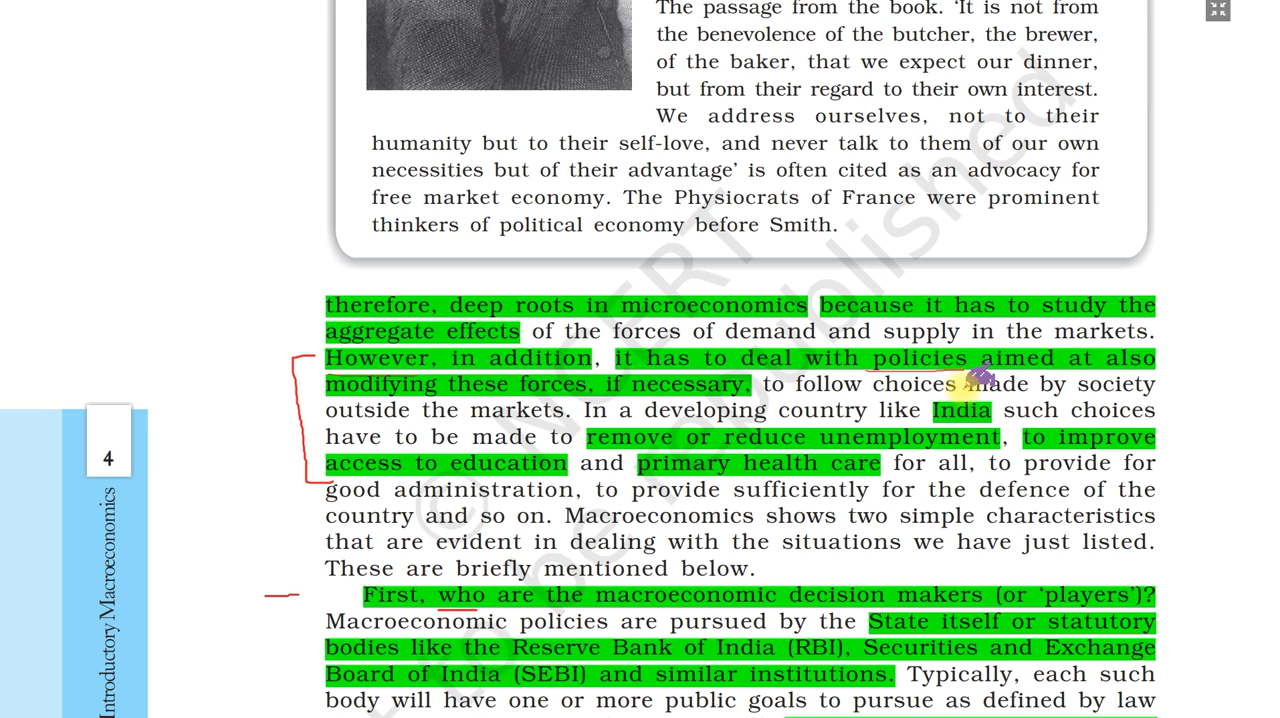 The passage from the book. ‘It is not from
the benevolence of the butcher, the brewer,
of the baker, that we expect our dinner,
but from their regard to their own interest.
We address ourselves, not to their
humanity but to their self-love, and never talk to them of our own
necessities but of their advantage’ is often cited as an advocacy for
free market economy. The Physiocrats of France were prominent
thinkers of political economy before Smith.
therefore, deep roots in microeconomics because it has to study the
aggregate effects of the forces of demand and supply in the markets.
However, in addition, it has to deal with policies aimed at also
modifying these forces, if necessary, to follow choices made by society
outside the markets. In a developing country like India such choices
have to be made to remove or reduce unemployment, to improve
access to education and primary health care for all, to provide for
good administration, to provide sufficiently for the defence of the
country and so on. Macroeconomics shows two simple characteristics
that are evident in dealing with the situations we have just listed.
These are briefly mentioned below.
First, who are the macroeconomic decision makers (or ‘players’)?
Macroeconomic policies are pursued by the State itself or statutory
bodies like the Reserve Bank of India (RBI), Securities and Exchange
Board of India (SEBI) and similar institutions. Typically, each such
body will have one or more public goals to pursue as defined by law
4
Introductory Macroeconomics
© NCERT
to be republished